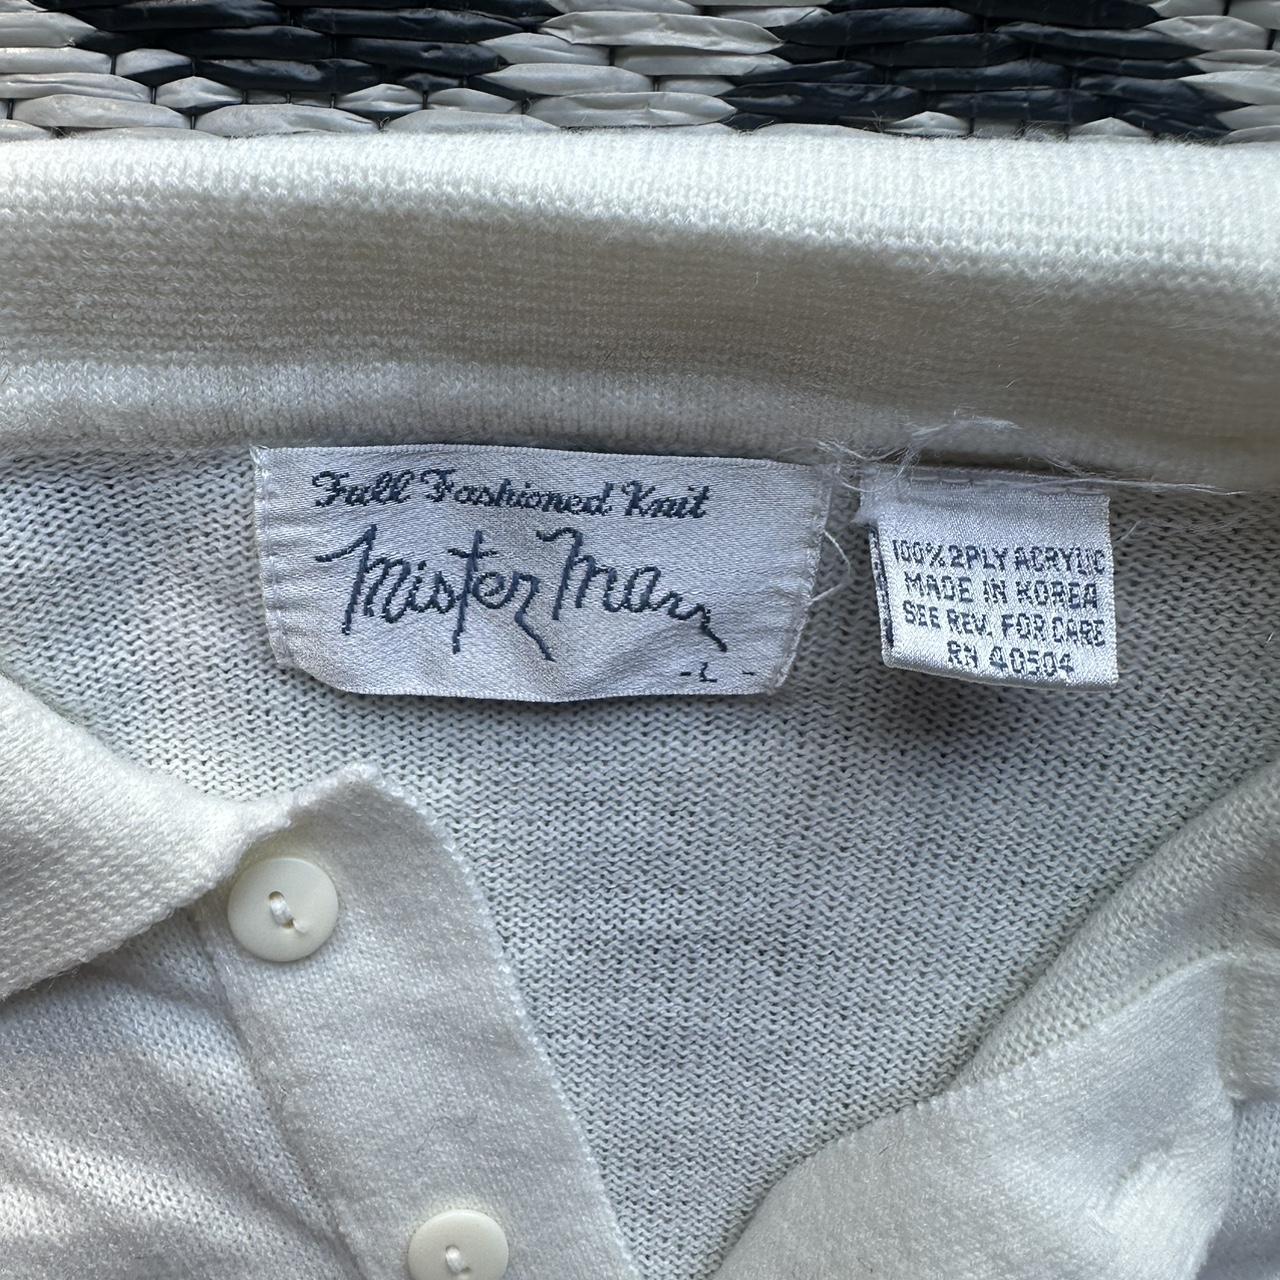 Full Fashioned Knit
Mister Man
- L -
100% 2PLY ACRYLIC
MADE IN KOREA
SEE REV. FOR CARE
RN 40504